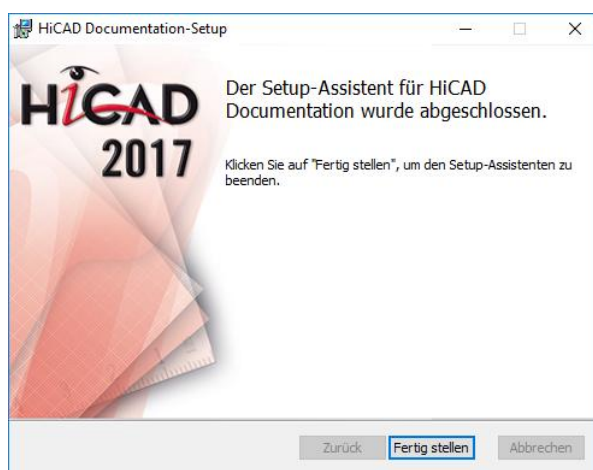 HiCAD Documentation-Setup
HiCAD
2017
Der Setup-Assistent für HiCAD
Documentation wurde abgeschlossen.
Klicken Sie auf "Fertig stellen", um den Setup-Assistenten zu
beenden.
Zurück Fertig stellen Abbrechen